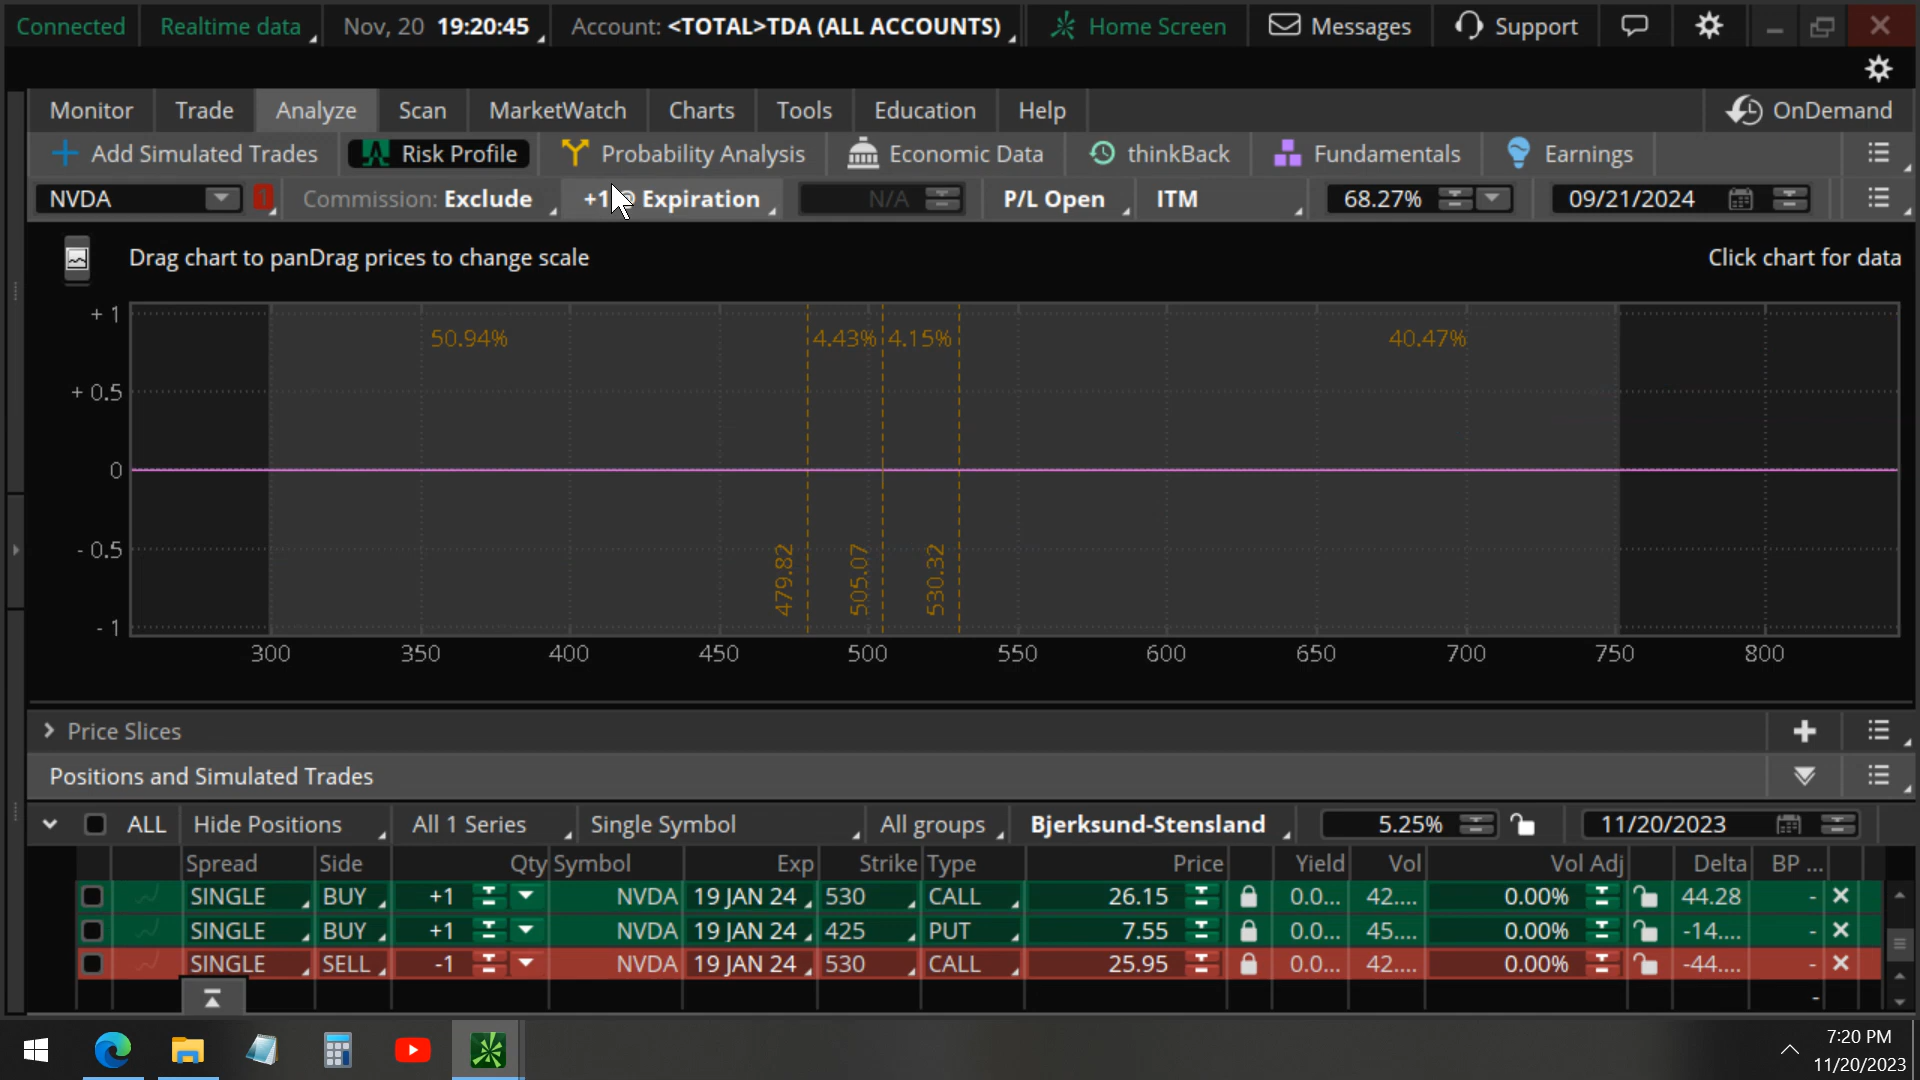 Connected Realtime data Nov, 20 19:20:45 Account: <TOTAL>TDA (ALL ACCOUNTS) Home Screen Messages Support
Monitor Trade Analyze Scan MarketWatch Charts Tools Education Help OnDemand
Add Simulated Trades Risk Profile Probability Analysis Economic Data thinkBack Fundamentals Earnings
NVDA 1 Commission: Exclude +1@ Expiration N/A P/L Open ITM 68.27% 09/21/2024
Drag chart to panDrag prices to change scale Click chart for data
+ 1
50.94% 4.43% 4.15% 40.47%
+ 0.5
0
- 0.5
479.82 505.07 530.32
- 1
300 350 400 450 500 550 600 650 700 750 800
Price Slices
Positions and Simulated Trades
ALL Hide Positions All 1 Series Single Symbol All groups Bjerksund-Stensland 5.25% 11/20/2023
Spread Side Qty Symbol Exp Strike Type Price Yield Vol Vol Adj Delta BP ...
SINGLE BUY +1 NVDA 19 JAN 24 530 CALL 26.15 0.0... 42.... 0.00% 44.28 -
SINGLE BUY +1 NVDA 19 JAN 24 425 PUT 7.55 0.0... 45.... 0.00% -14.... -
SINGLE SELL -1 NVDA 19 JAN 24 530 CALL 25.95 0.0... 42.... 0.00% -44.... -
-
7:20 PM
11/20/2023